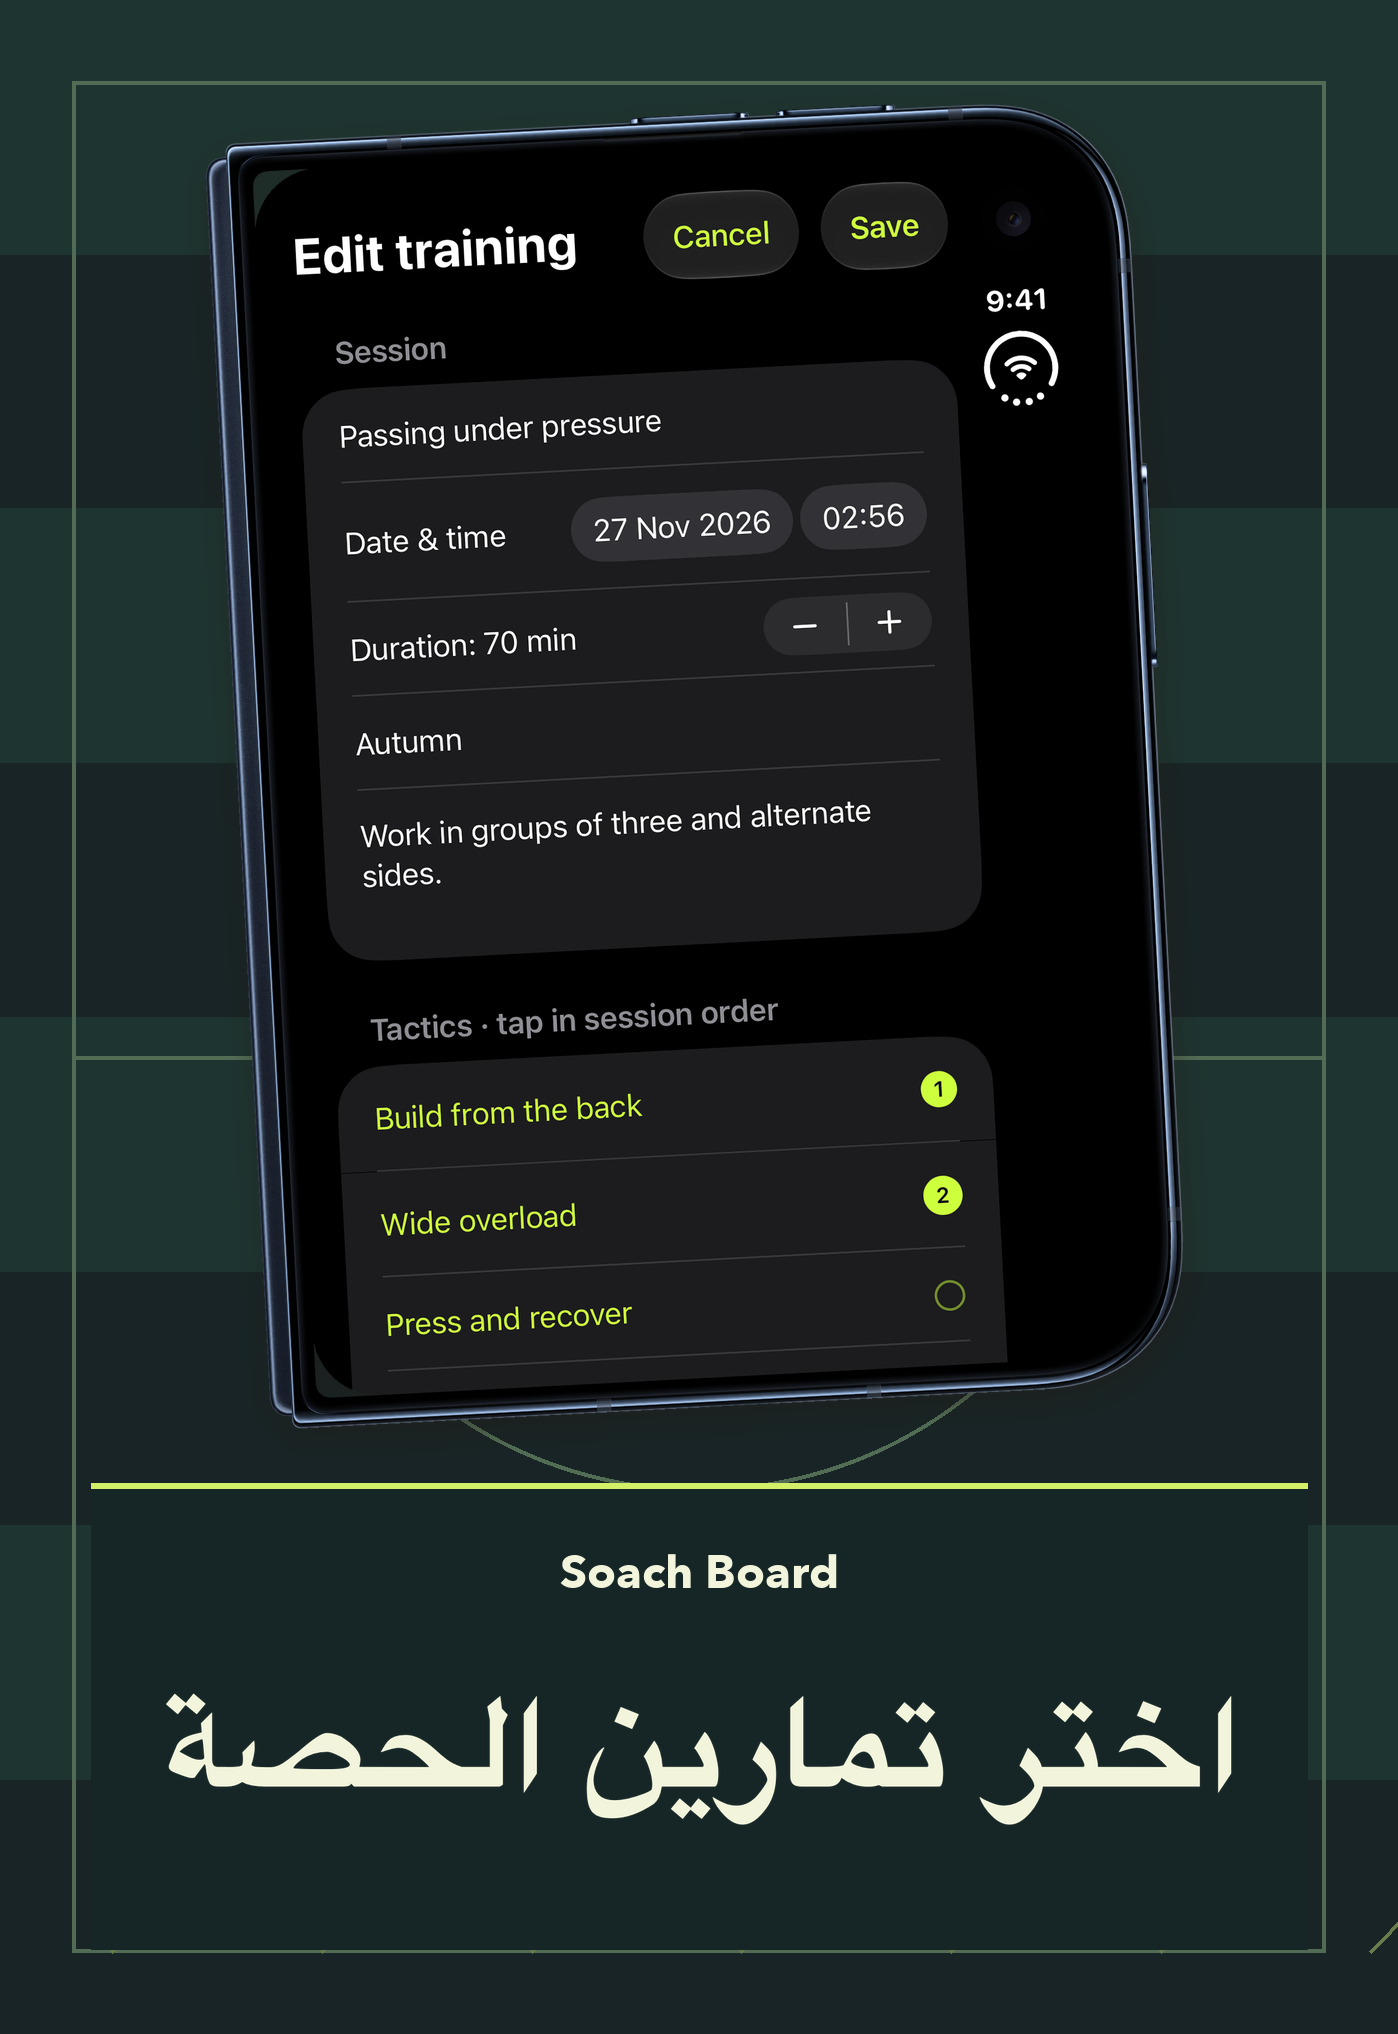 Edit training
Cancel
Save
9:41
Session
Passing under pressure
Date & time
27 Nov 2026
02:56
Duration: 70 min
− +
Autumn
Work in groups of three and alternate
sides.
Tactics · tap in session order
Build from the back
1
Wide overload
2
Press and recover
Soach Board
اختر تمارين الحصة